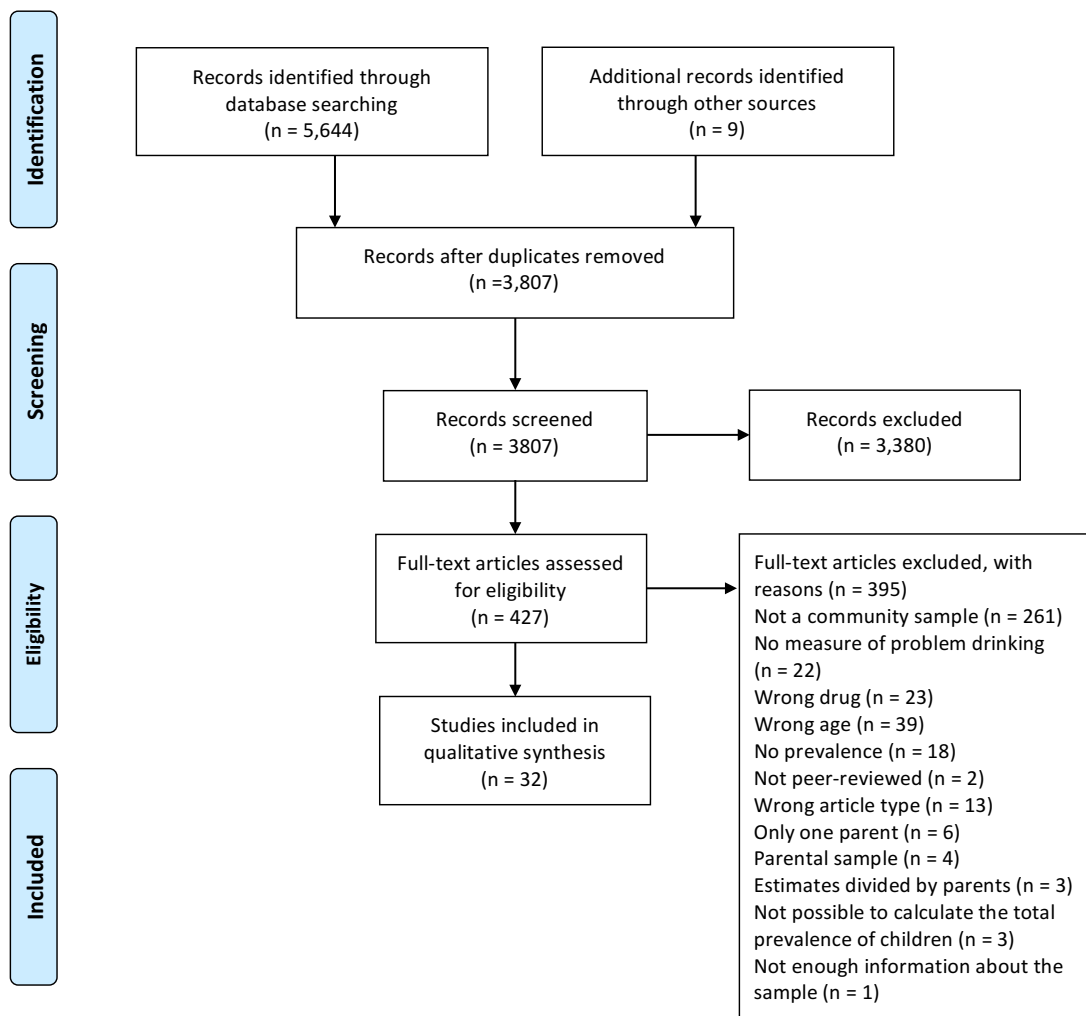 Identification
Records identified through
database searching
(n = 5,644)
Additional records identified
through other sources
(n = 9)
Records after duplicates removed
(n =3,807)
Screening
Records screened
(n = 3807)
Records excluded
(n = 3,380)
Eligibility
Full-text articles assessed
for eligibility
(n = 427)
Full-text articles excluded, with
reasons (n = 395)
Not a community sample (n = 261)
No measure of problem drinking
(n = 22)
Wrong drug (n = 23)
Wrong age (n = 39)
No prevalence (n = 18)
Not peer-reviewed (n = 2)
Wrong article type (n = 13)
Only one parent (n = 6)
Parental sample (n = 4)
Estimates divided by parents (n = 3)
Not possible to calculate the total
prevalence of children (n = 3)
Not enough information about the
sample (n = 1)
Studies included in
qualitative synthesis
(n = 32)
Included